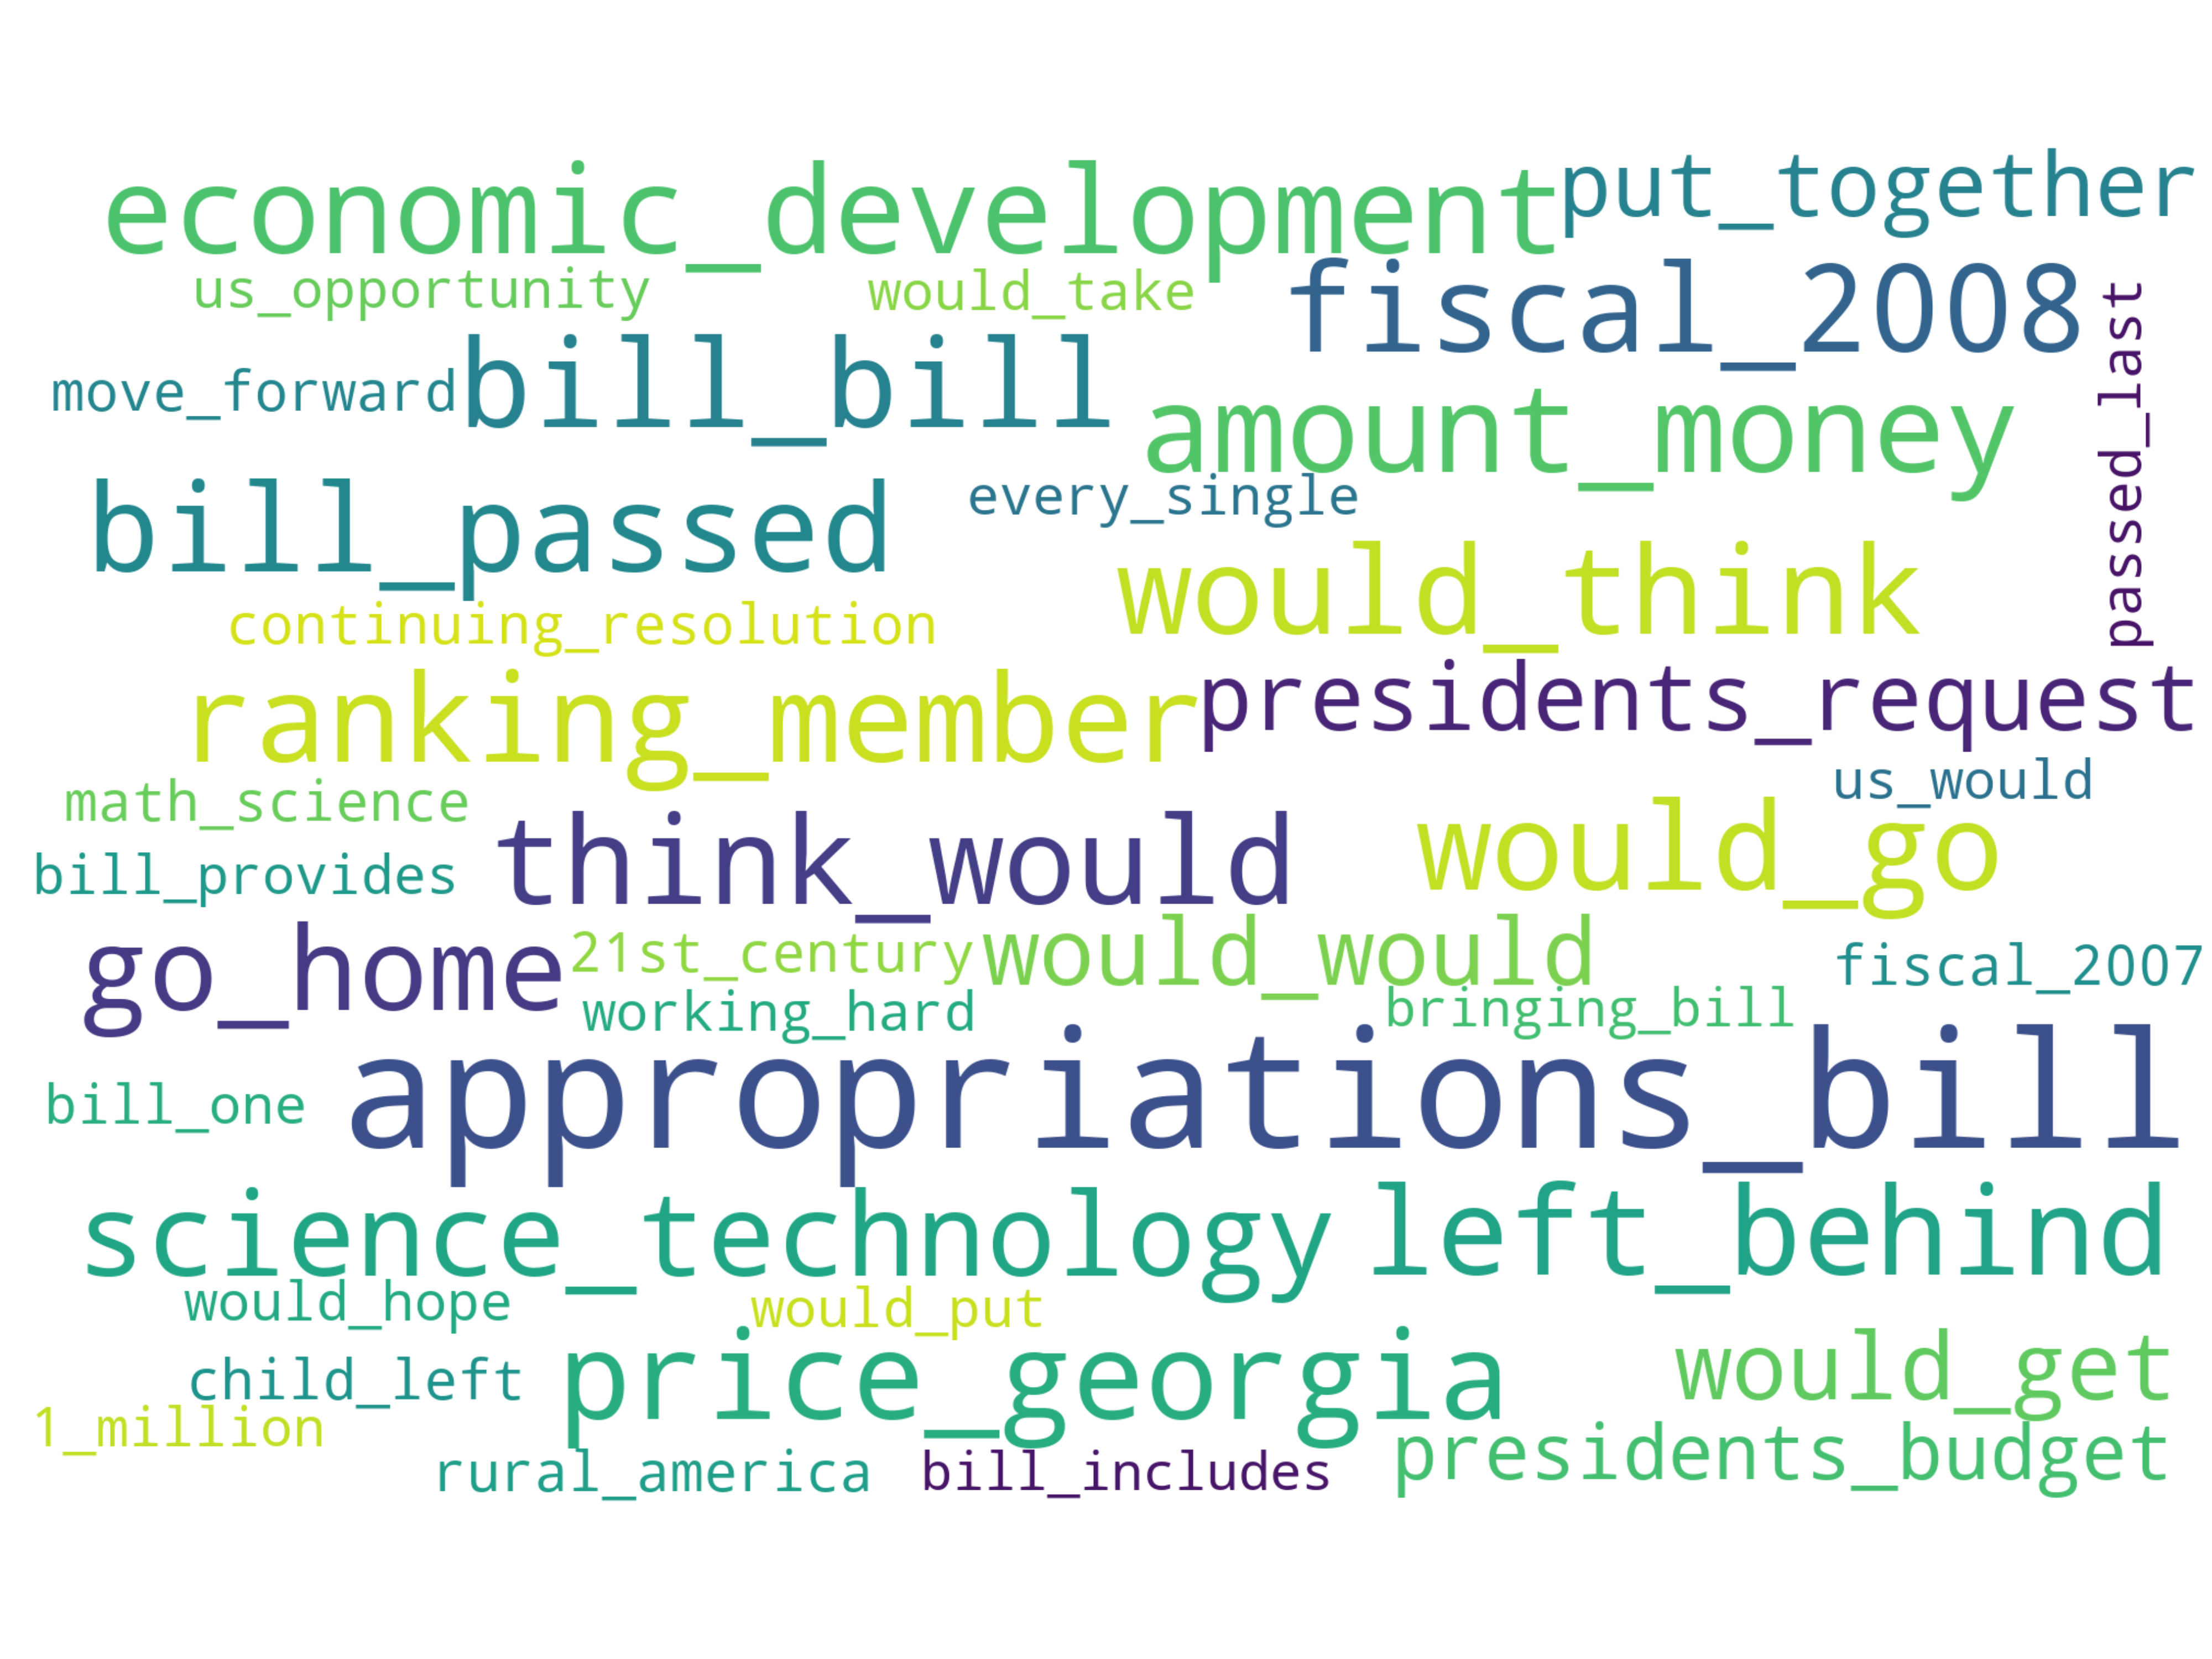 economic_development put_together
us_opportunity would_take fiscal_2008
passed_last
move_forward bill_bill amount_money
bill_passed every_single
would_think
continuing_resolution
ranking_member presidents_request
math_science us_would
bill_provides think_would would_go
go_home 21st_century would_would fiscal_2007
working_hard bringing_bill
bill_one appropriations_bill
science_technology left_behind
would_hope would_put
child_left price_georgia would_get
1_million
rural_america bill_includes presidents_budget